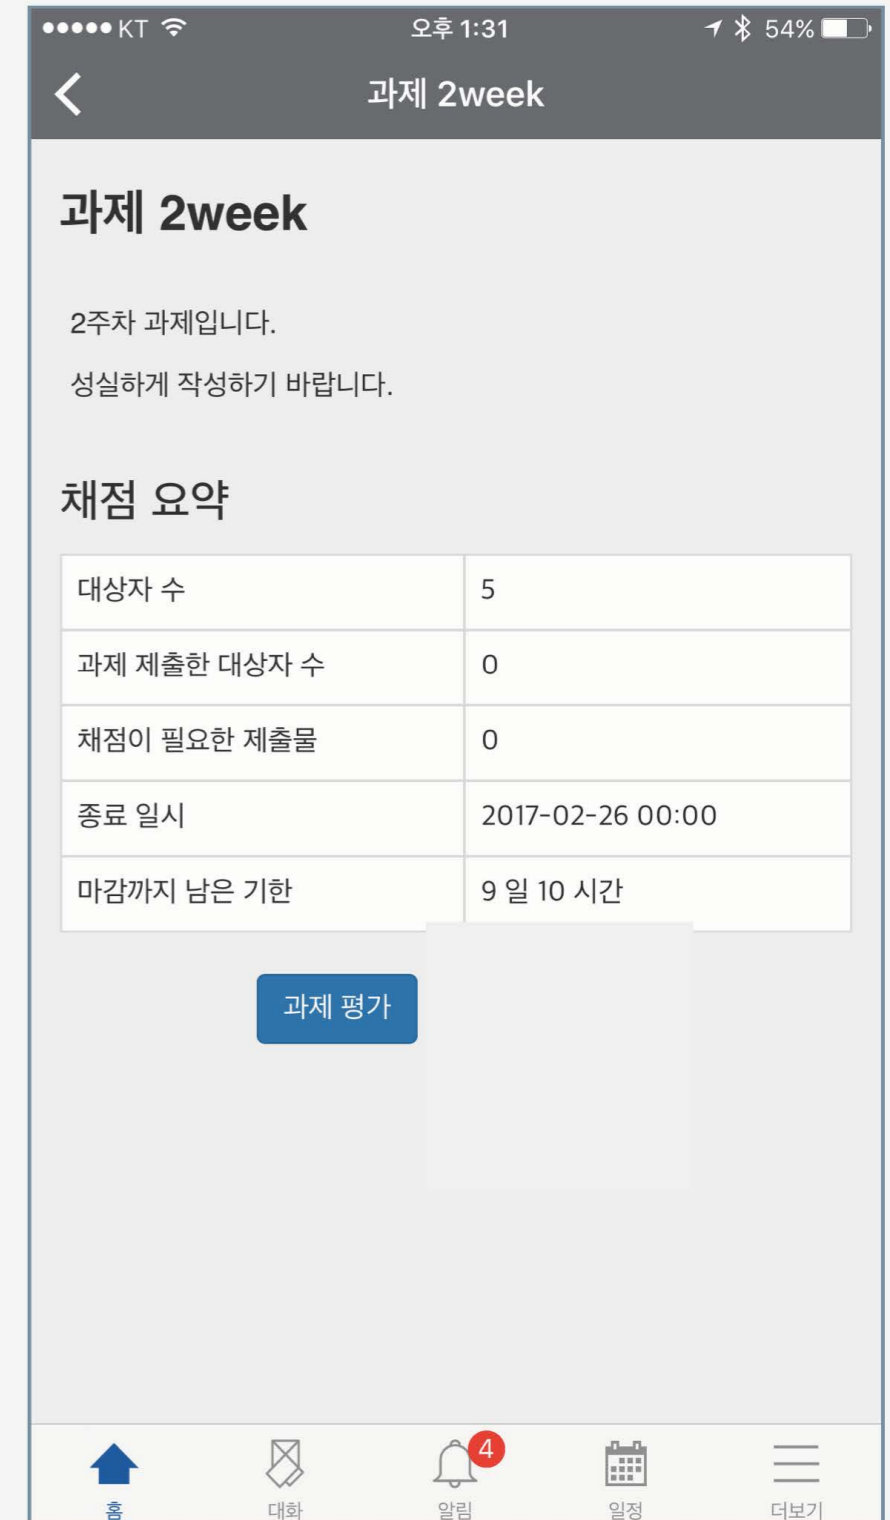 KT 오후 1:31 54%
과제 2week
과제 2week
2주차 과제입니다.
성실하게 작성하기 바랍니다.
채점 요약
대상자 수 5
과제 제출한 대상자 수 0
채점이 필요한 제출물 0
종료 일시 2017-02-26 00:00
마감까지 남은 기한 9 일 10 시간
과제 평가
4
홈 대화 알림 일정 더보기